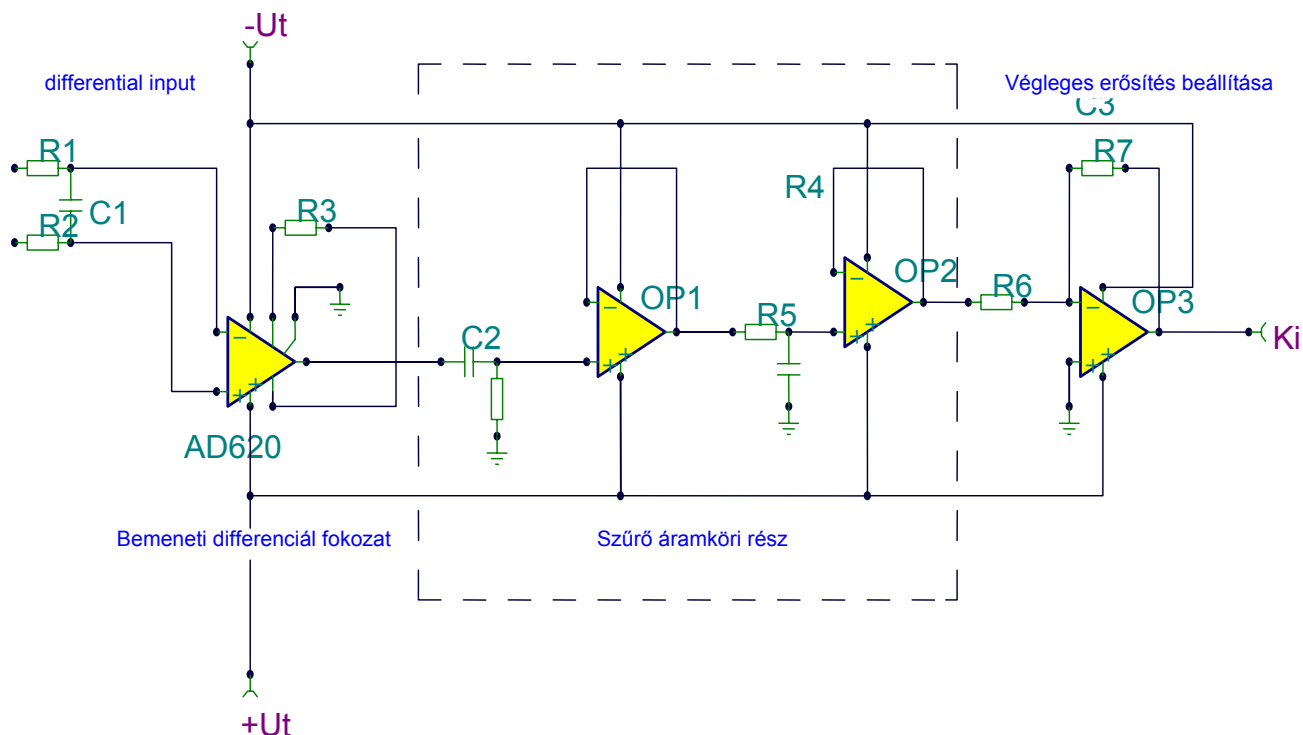 -Ut
differential input
Végleges erősítés beállítása
C3
R1
R7
R4
C1
R3
R2
OP2
OP1
OP3
R6
R5
C2
Ki
AD620
Bemeneti differenciál fokozat
Szűrő áramköri rész
+Ut